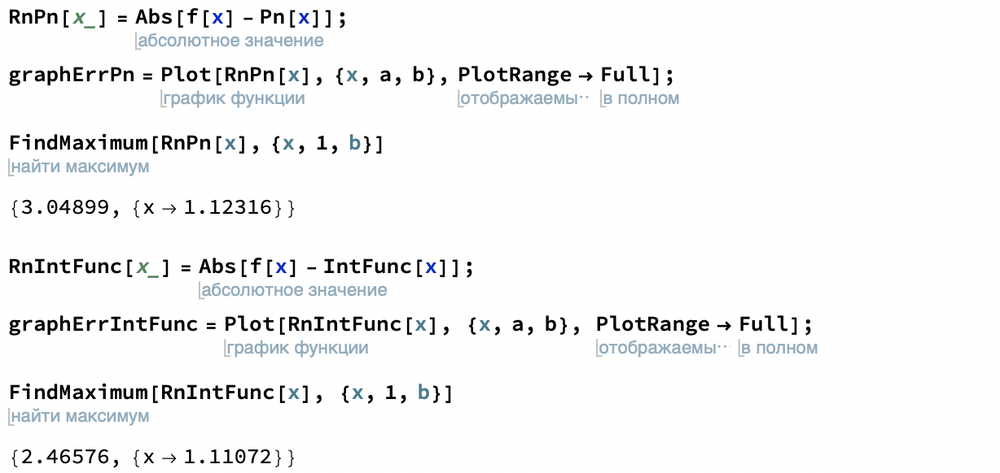 RnPn[x_] = Abs[f[x] - Pn[x]];
абсолютное значение
graphErrPn = Plot[RnPn[x], {x, a, b}, PlotRange → Full];
график функции отображаемы·· в полном
FindMaximum[RnPn[x], {x, 1, b}]
найти максимум
{3.04899, {x → 1.12316}}
RnIntFunc[x_] = Abs[f[x] - IntFunc[x]];
абсолютное значение
graphErrIntFunc = Plot[RnIntFunc[x], {x, a, b}, PlotRange → Full];
график функции отображаемы·· в полном
FindMaximum[RnIntFunc[x], {x, 1, b}]
найти максимум
{2.46576, {x → 1.11072}}